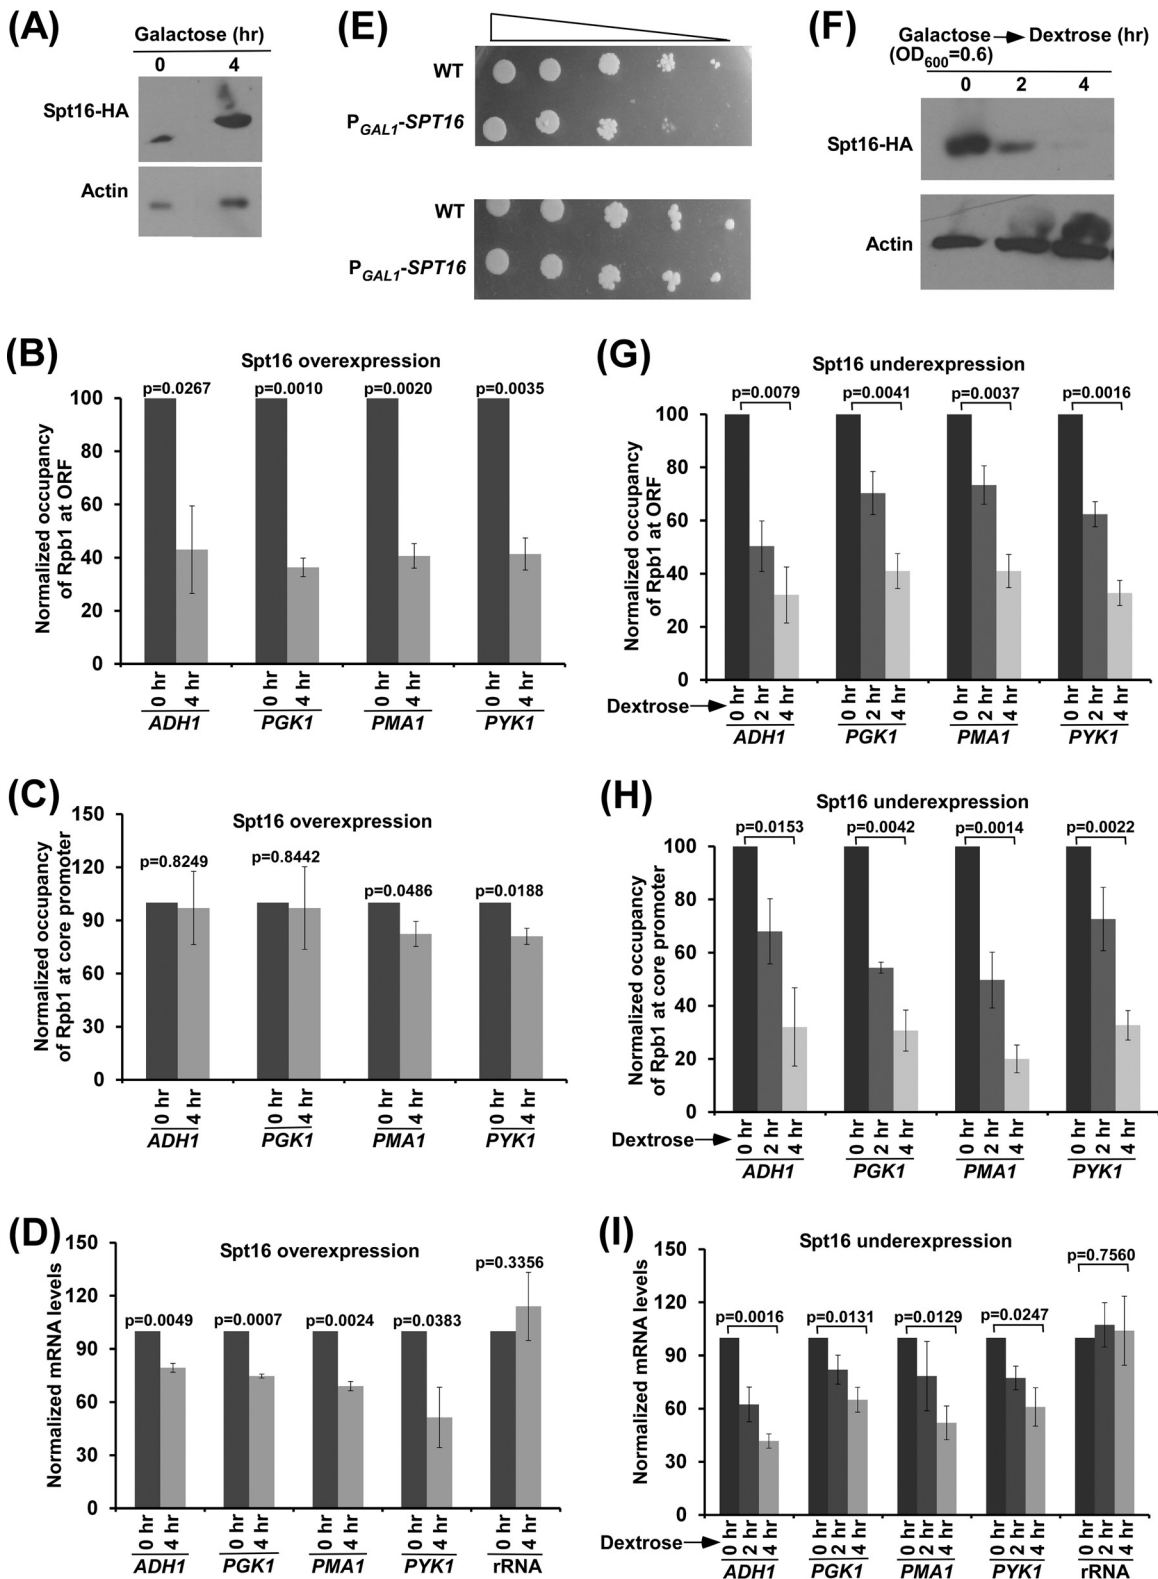 (A)
Galactose (hr)
0 4
Spt16-HA
Actin
(E)
WT
PGAL1-SPT16
WT
PGAL1-SPT16
(F)
Galactose → Dextrose (hr)
(OD600=0.6)
0 2 4
Spt16-HA
Actin
(B)
Spt16 overexpression
p=0.0267 p=0.0010 p=0.0020 p=0.0035
Normalized occupancy
of Rpb1 at ORF
100
80
60
40
20
0
0 hr 4 hr 0 hr 4 hr 0 hr 4 hr 0 hr 4 hr
ADH1 PGK1 PMA1 PYK1
(G)
Spt16 underexpression
p=0.0079 p=0.0041 p=0.0037 p=0.0016
Normalized occupancy
of Rpb1 at ORF
100
80
60
40
20
0
Dextrose → 0 hr 2 hr 4 hr 0 hr 2 hr 4 hr 0 hr 2 hr 4 hr 0 hr 2 hr 4 hr
ADH1 PGK1 PMA1 PYK1
(C)
Spt16 overexpression
p=0.8249 p=0.8442 p=0.0486 p=0.0188
Normalized occupancy
of Rpb1 at core promoter
150
120
90
60
30
0
0 hr 4 hr 0 hr 4 hr 0 hr 4 hr 0 hr 4 hr
ADH1 PGK1 PMA1 PYK1
(H)
Spt16 underexpression
p=0.0153 p=0.0042 p=0.0014 p=0.0022
Normalized occupancy
of Rpb1 at core promoter
100
80
60
40
20
0
Dextrose → 0 hr 2 hr 4 hr 0 hr 2 hr 4 hr 0 hr 2 hr 4 hr 0 hr 2 hr 4 hr
ADH1 PGK1 PMA1 PYK1
(D)
Spt16 overexpression
p=0.0049 p=0.0007 p=0.0024 p=0.0383 p=0.3356
Normalized mRNA levels
150
120
90
60
30
0
0 hr 4 hr 0 hr 4 hr 0 hr 4 hr 0 hr 4 hr 0 hr 4 hr
ADH1 PGK1 PMA1 PYK1 rRNA
(I)
Spt16 underexpression
p=0.0016 p=0.0131 p=0.0129 p=0.0247 p=0.7560
Normalized mRNA levels
150
120
90
60
30
0
Dextrose → 0 hr 2 hr 4 hr 0 hr 2 hr 4 hr 0 hr 2 hr 4 hr 0 hr 2 hr 4 hr 0 hr 2 hr 4 hr
ADH1 PGK1 PMA1 PYK1 rRNA